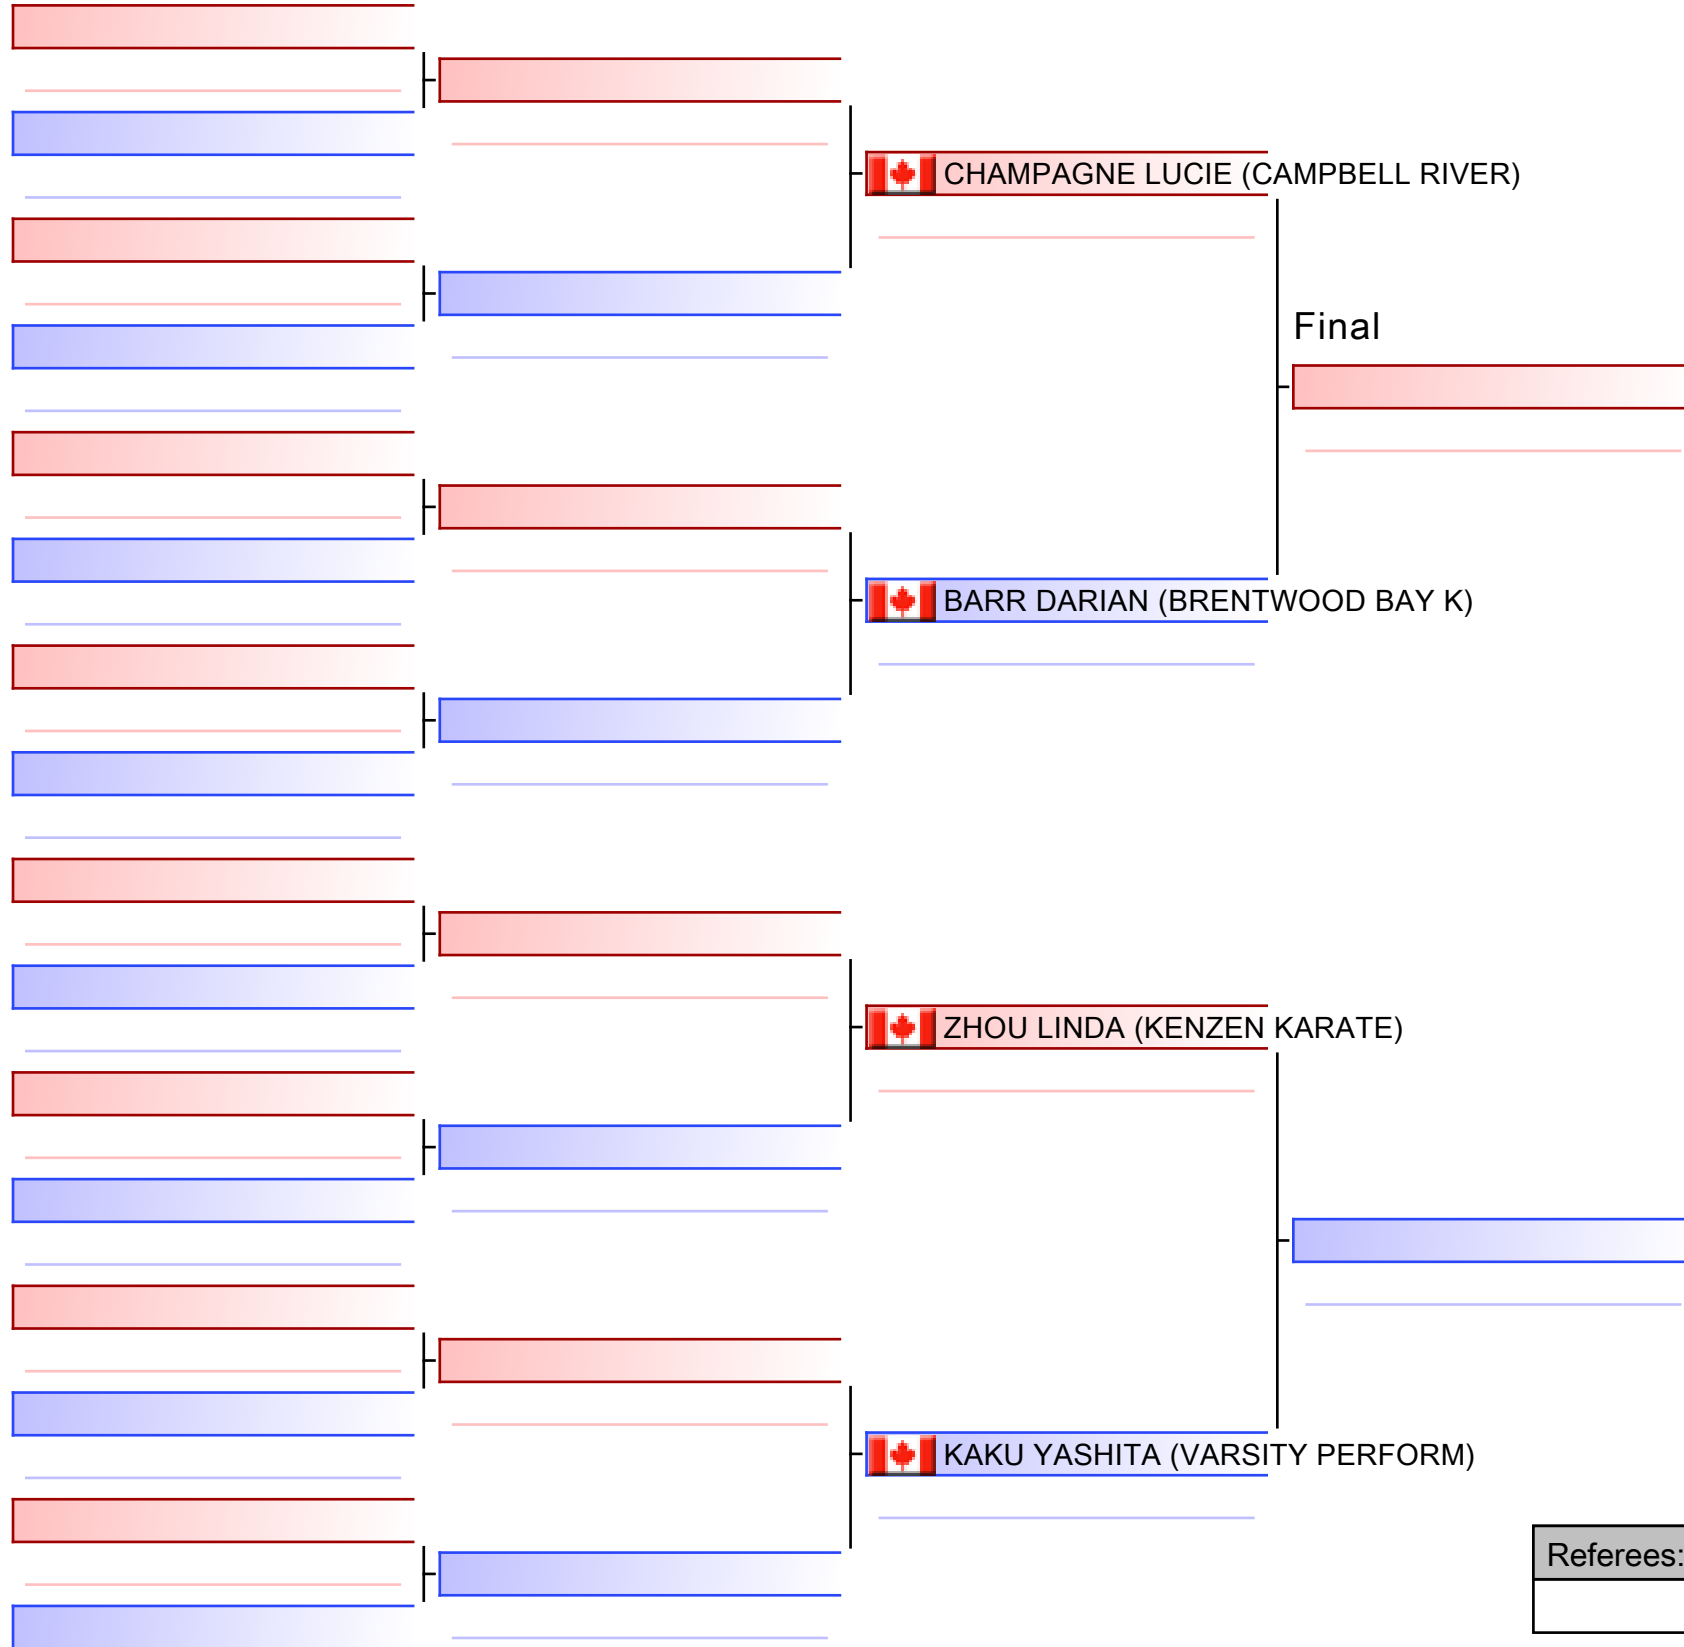 CHAMPAGNE LUCIE (CAMPBELL RIVER)
Final
BARR DARIAN (BRENTWOOD BAY K)
ZHOU LINDA (KENZEN KARATE)
KAKU YASHITA (VARSITY PERFORM)
Referees: